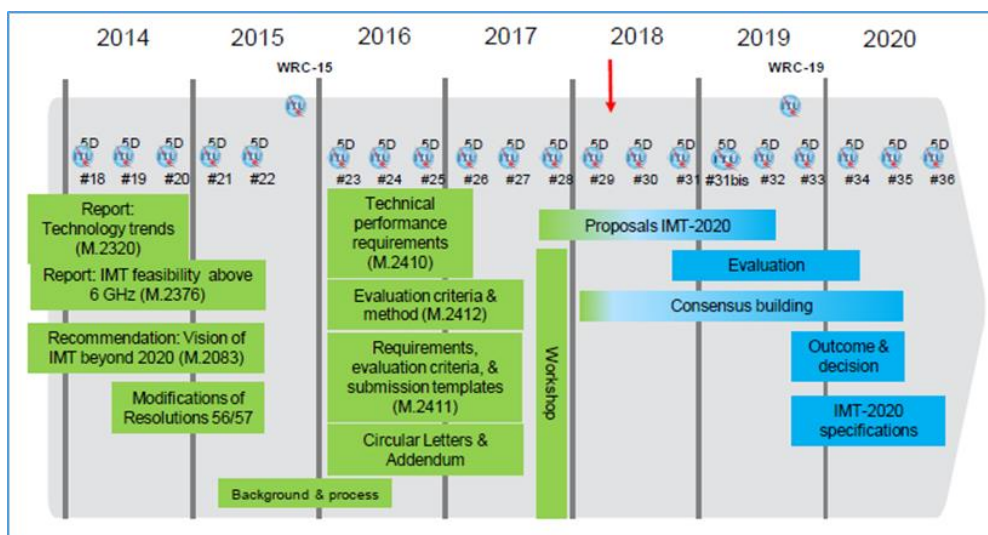 2014 2015 2016 2017 2018 2019 2020
WRC-15 WRC-19
5D 5D 5D 5D 5D 5D 5D 5D 5D 5D 5D 5D 5D 5D 5D 5D 5D 5D 5D 5D
ITU
#18 #19 #20 #21 #22 #23 #24 #25 #26 #27 #28 #29 #30 #31 #31bis #32 #33 #34 #35 #36
Report:
Technology trends
(M.2320)
Report: IMT feasibility above
6 GHz (M.2376)
Recommendation: Vision of
IMT beyond 2020 (M.2083)
Modifications of
Resolutions 56/57
Background & process
Technical
performance
requirements
(M.2410)
Evaluation criteria &
method (M.2412)
Requirements,
evaluation criteria, &
submission templates
(M.2411)
Circular Letters &
Addendum
Workshop
Proposals IMT-2020
Evaluation
Consensus building
Outcome &
decision
IMT-2020
specifications